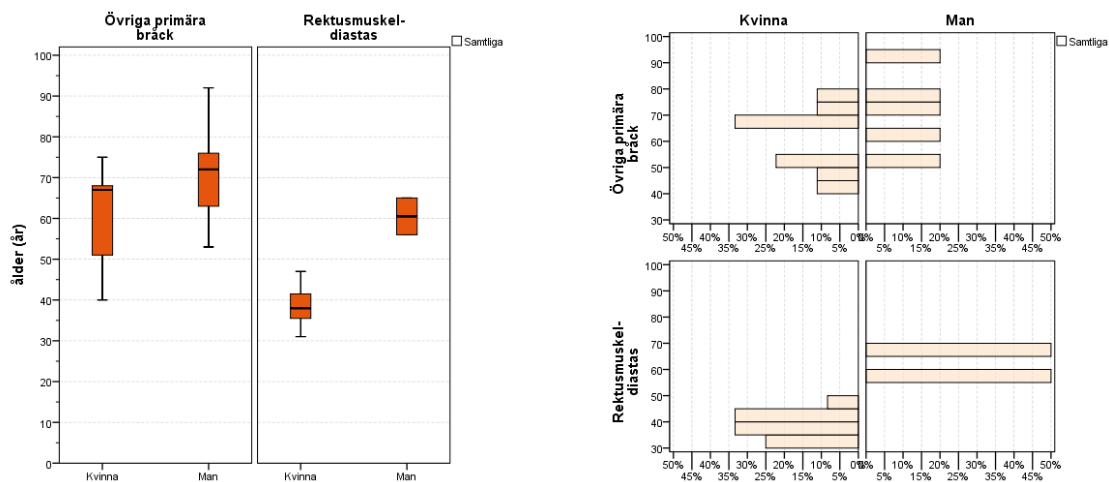 Övriga primära
bråck
Rektusmuskel-
diastas
Samtliga
ålder (år)
100
90
80
70
60
50
40
30
20
10
0
Kvinna
Man
Kvinna
Man
Kvinna
Man
Samtliga
Övriga primära
bråck
100
90
80
70
60
50
40
30
50% 40% 30% 20% 10% 0%
45% 35% 25% 15% 5%
0% 10% 20% 30% 40% 50%
5% 15% 25% 35% 45%
Rektusmuskel-
diastas
100
90
80
70
60
50
40
30
50% 40% 30% 20% 10% 0%
45% 35% 25% 15% 5%
0% 10% 20% 30% 40% 50%
5% 15% 25% 35% 45%